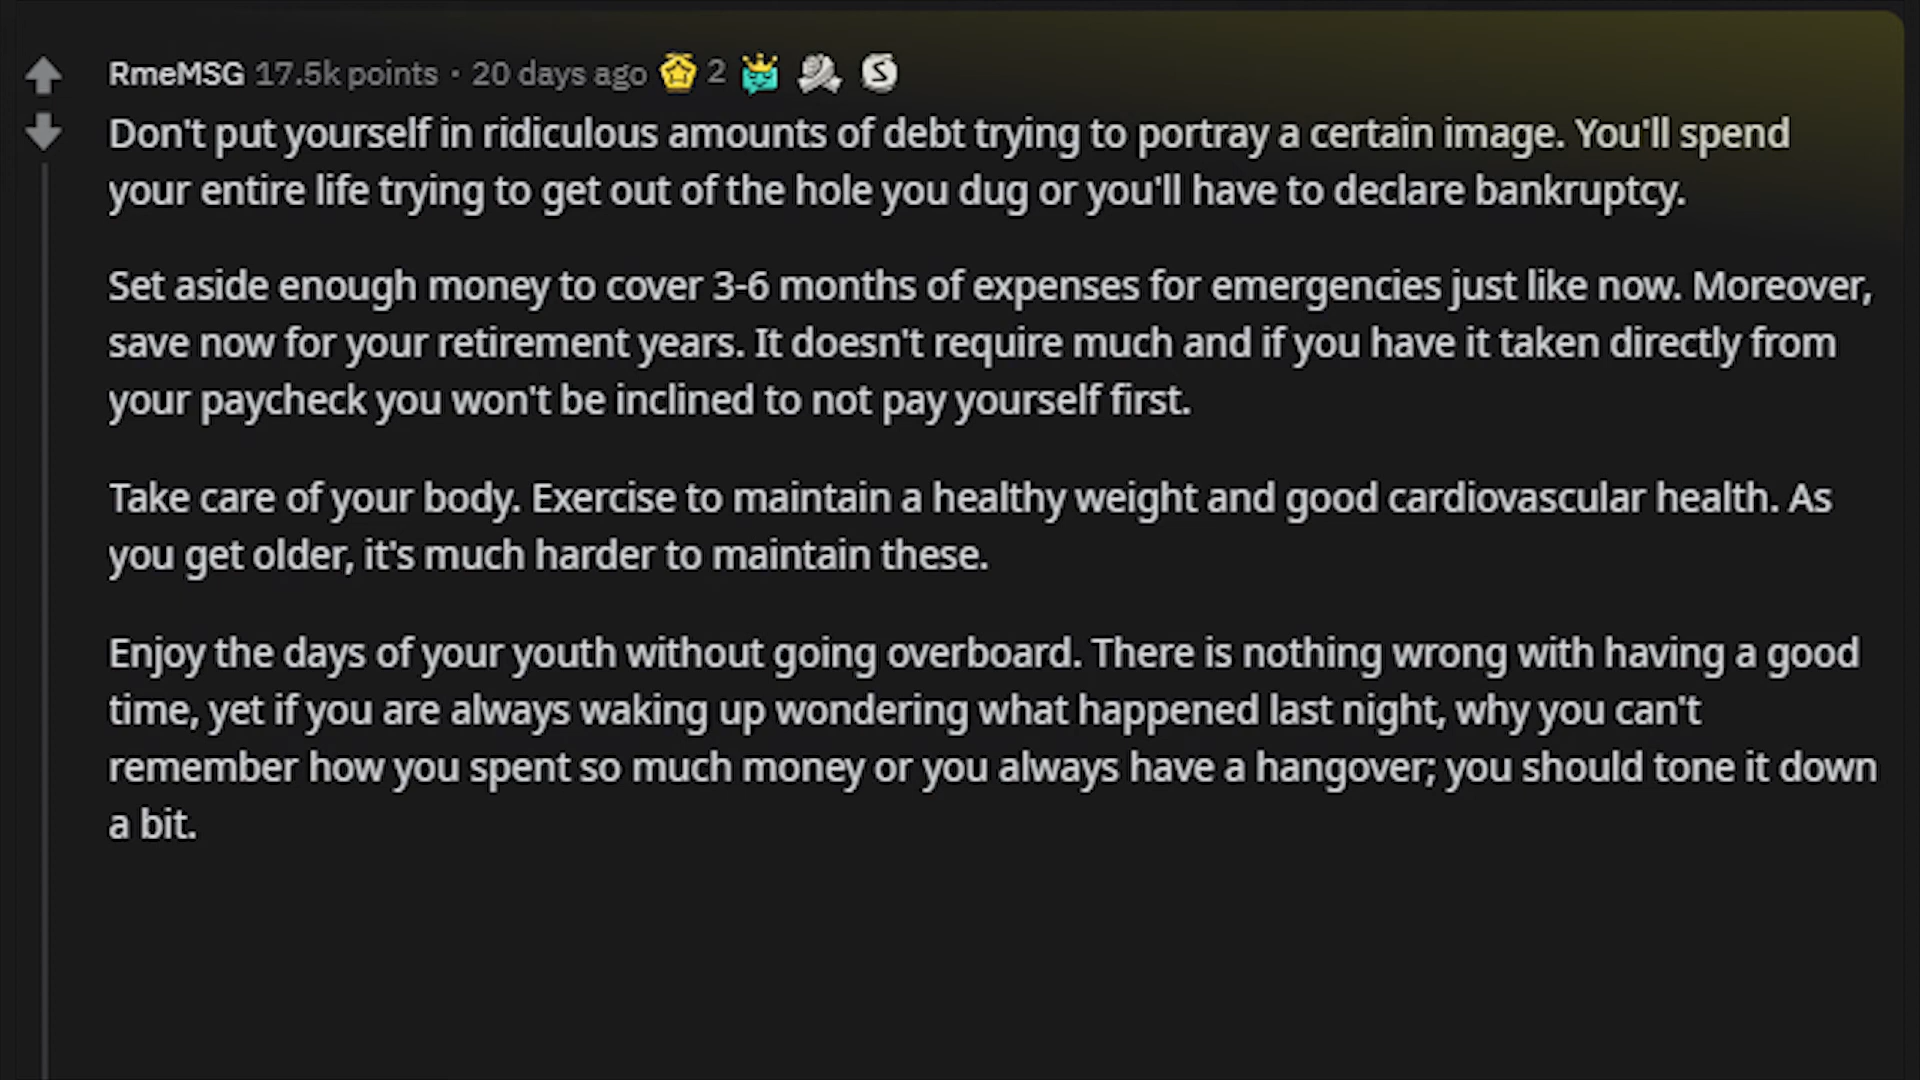 RmeMSG 17.5k points · 20 days ago 2
Don't put yourself in ridiculous amounts of debt trying to portray a certain image. You'll spend
your entire life trying to get out of the hole you dug or you'll have to declare bankruptcy.
Set aside enough money to cover 3-6 months of expenses for emergencies just like now. Moreover,
save now for your retirement years. It doesn't require much and if you have it taken directly from
your paycheck you won't be inclined to not pay yourself first.
Take care of your body. Exercise to maintain a healthy weight and good cardiovascular health. As
you get older, it's much harder to maintain these.
Enjoy the days of your youth without going overboard. There is nothing wrong with having a good
time, yet if you are always waking up wondering what happened last night, why you can't
remember how you spent so much money or you always have a hangover; you should tone it down
a bit.